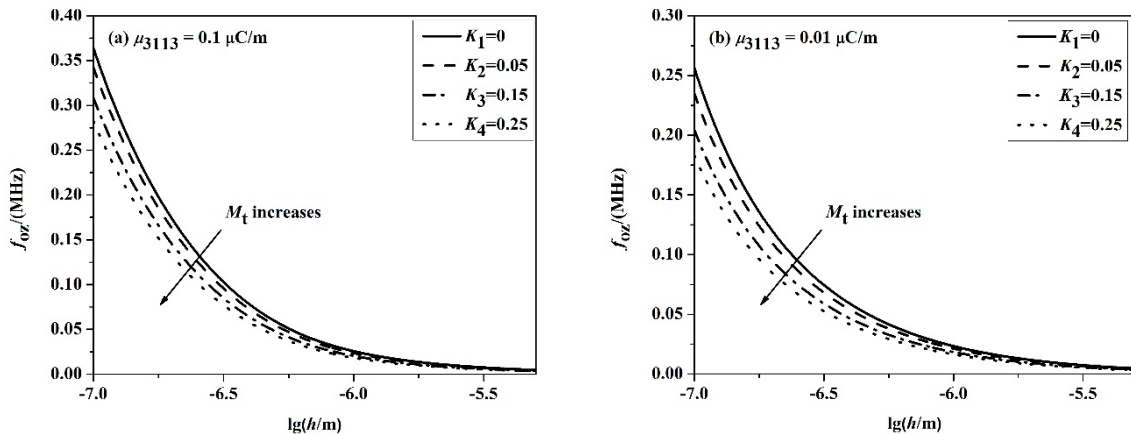 (a) μ3113 = 0.1 μC/m
K1=0
K2=0.05
K3=0.15
K4=0.25
Mt increases
0.40
0.35
0.30
0.25
0.20
0.15
0.10
0.05
0.00
foz/(MHz)
-7.0 -6.5 -6.0 -5.5
lg(h/m)
(b) μ3113 = 0.01 μC/m
K1=0
K2=0.05
K3=0.15
K4=0.25
Mt increases
0.30
0.25
0.20
0.15
0.10
0.05
0.00
foz/(MHz)
-7.0 -6.5 -6.0 -5.5
lg(h/m)